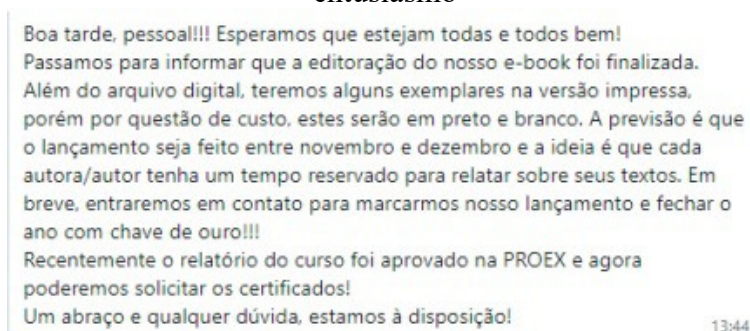 entusiasmo
Boa tarde, pessoal!!! Esperamos que estejam todas e todos bem!
Passamos para informar que a editoração do nosso e-book foi finalizada.
Além do arquivo digital, teremos alguns exemplares na versão impressa,
porém por questão de custo, estes serão em preto e branco. A previsão é que
o lançamento seja feito entre novembro e dezembro e a ideia é que cada
autora/autor tenha um tempo reservado para relatar sobre seus textos. Em
breve, entraremos em contato para marcarmos nosso lançamento e fechar o
ano com chave de ouro!!!
Recentemente o relatório do curso foi aprovado na PROEX e agora
poderemos solicitar os certificados!
Um abraço e qualquer dúvida, estamos à disposição!
13:44